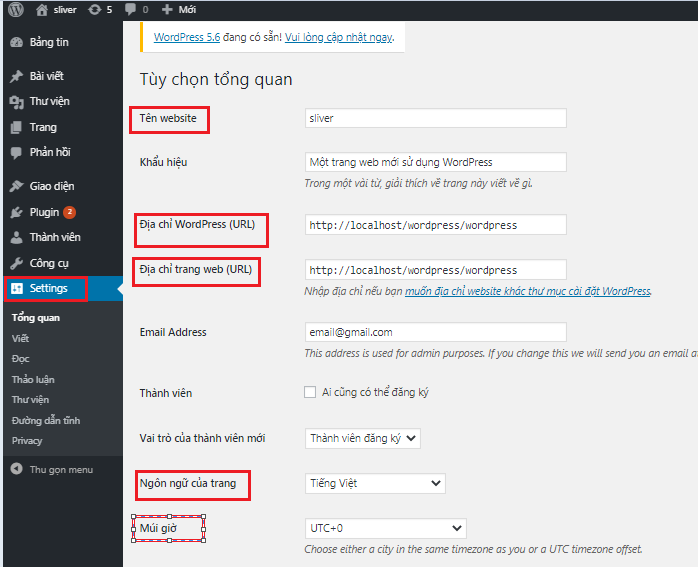 sliver 5 0 Mới
WordPress 5.6 đang có sẵn! Vui lòng cập nhật ngay.
Bảng tin
Bài viết
Thư viện
Trang
Phản hồi
Giao diện
Plugin 2
Thành viên
Công cụ
Settings
Tổng quan
Viết
Đọc
Thảo luận
Thư viện
Đường dẫn tĩnh
Privacy
Thu gọn menu
Tùy chọn tổng quan
Tên website sliver
Khẩu hiệu Một trang web mới sử dụng WordPress
Trong một vài từ, giải thích về trang này viết về gì.
Địa chỉ WordPress (URL) http://localhost/wordpress/wordpress
Địa chỉ trang web (URL) http://localhost/wordpress/wordpress
Nhập địa chỉ nếu bạn muốn địa chỉ website khác thư mục cài đặt WordPress.
Email Address email@gmail.com
This address is used for admin purposes. If you change this we will send you an email
Thành viên Ai cũng có thể đăng ký
Vai trò của thành viên mới Thành viên đăng ký
Ngôn ngữ của trang Tiếng Việt
Múi giờ UTC+0
Choose either a city in the same timezone as you or a UTC timezone offset.